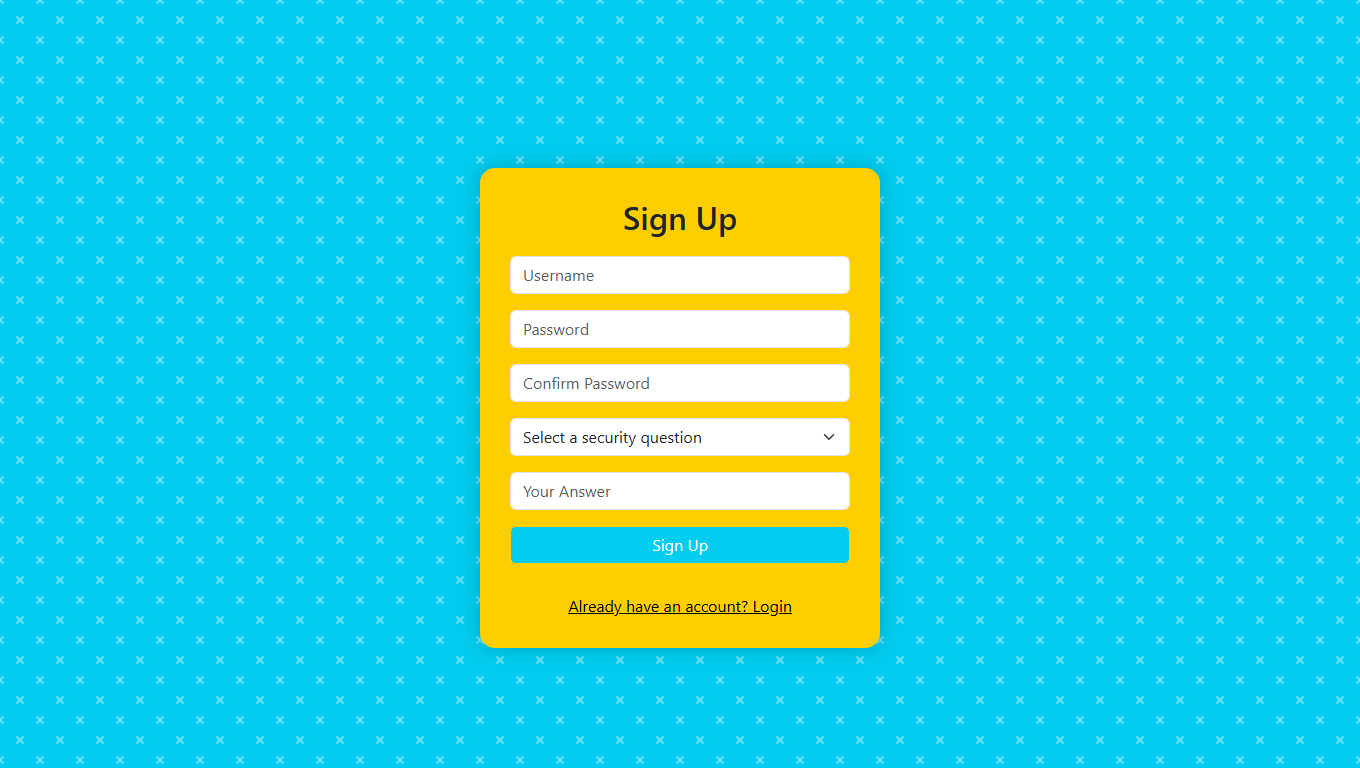 Sign Up
Username
Password
Confirm Password
Select a security question
Your Answer
Sign Up
Already have an account? Login